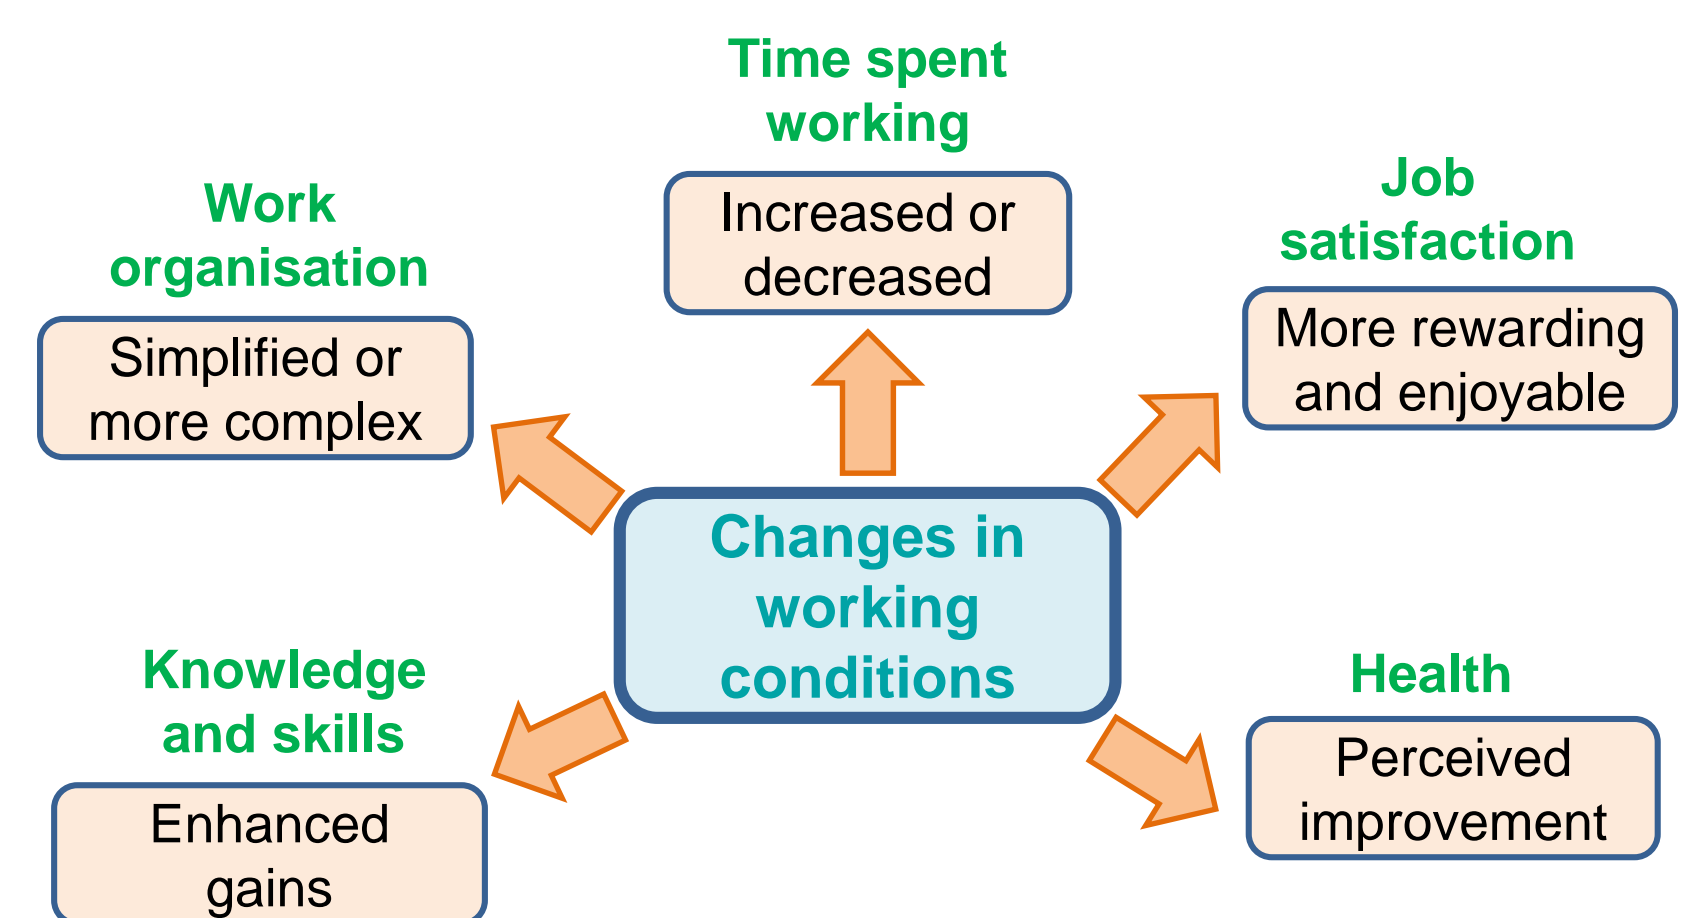 Time spent
working
Increased or
decreased
Work
organisation
Simplified or
more complex
Job
satisfaction
More rewarding
and enjoyable
Changes in
working
conditions
Knowledge
and skills
Enhanced
gains
Health
Perceived
improvement